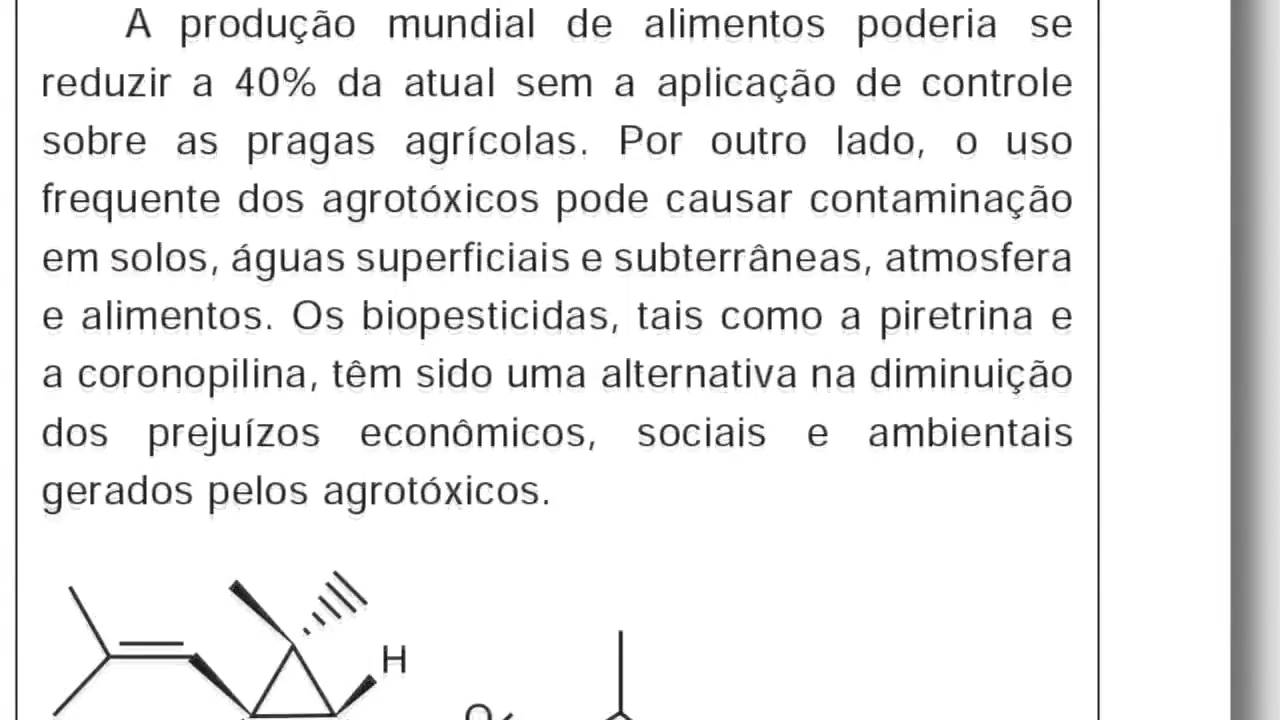 A produção mundial de alimentos poderia se
reduzir a 40% da atual sem a aplicação de controle
sobre as pragas agrícolas. Por outro lado, o uso
frequente dos agrotóxicos pode causar contaminação
em solos, águas superficiais e subterrâneas, atmosfera
e alimentos. Os biopesticidas, tais como a piretrina e
a coronopilina, têm sido uma alternativa na diminuição
dos prejuízos econômicos, sociais e ambientais
gerados pelos agrotóxicos.
H
O